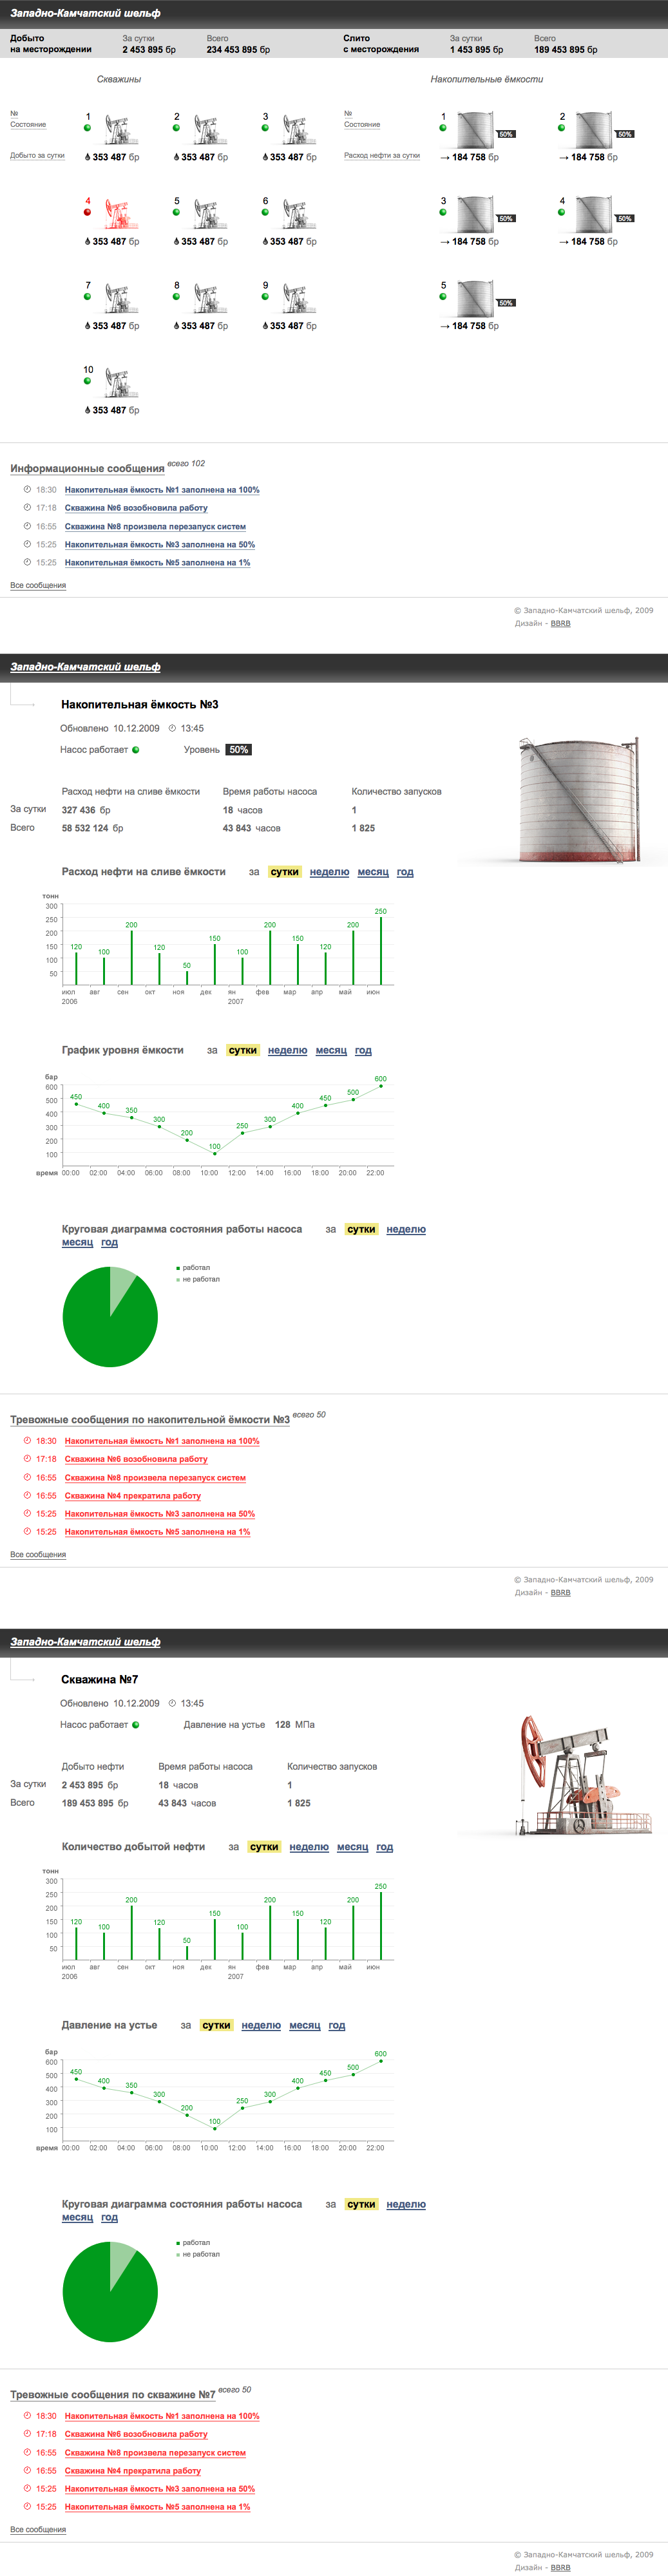 Западно-Камчатский шельф
Добыто на месторождении
За сутки
2 453 895 бр
Всего
234 453 895 бр
Слито с месторождения
За сутки
1 453 895 бр
Всего
189 453 895 бр
Скважины
Накопительные ёмкости
№
Состояние
Добыто за сутки
1
353 487 бр
2
353 487 бр
3
353 487 бр
№
Состояние
Расход нефти за сутки
1
50%
→ 184 758 бр
2
50%
→ 184 758 бр
4
353 487 бр
5
353 487 бр
6
353 487 бр
3
50%
→ 184 758 бр
4
50%
→ 184 758 бр
7
353 487 бр
8
353 487 бр
9
353 487 бр
5
50%
→ 184 758 бр
10
353 487 бр
Информационные сообщения всего 102
18:30 Накопительная ёмкость №1 заполнена на 100%
17:18 Скважина №6 возобновила работу
16:55 Скважина №8 произвела перезапуск систем
15:25 Накопительная ёмкость №3 заполнена на 50%
15:25 Накопительная ёмкость №5 заполнена на 1%
Все сообщения
© Западно-Камчатский шельф, 2009
Дизайн - BBRB
Западно-Камчатский шельф
Накопительная ёмкость №3
Обновлено 10.12.2009 13:45
Насос работает Уровень 50%
Расход нефти на сливе ёмкости Время работы насоса Количество запусков
За сутки 327 436 бр 18 часов 1
Всего 58 532 124 бр 43 843 часов 1 825
Расход нефти на сливе ёмкости за сутки неделю месяц год
тонн
300
250
200
150
100
50
120 100 200 120 50 150 100 200 150 120 200 250
июл авг сен окт ноя дек ян фев мар апр май июн
2006 2007
График уровня ёмкости за сутки неделю месяц год
бар
600
500
400
300
200
100
450 400 350 300 200 100 250 300 400 450 500 600
время 00:00 02:00 04:00 06:00 08:00 10:00 12:00 14:00 16:00 18:00 20:00 22:00
Круговая диаграмма состояния работы насоса за сутки неделю
месяц год
работал
не работал
Тревожные сообщения по накопительной ёмкости №3 всего 50
18:30 Накопительная ёмкость №1 заполнена на 100%
17:18 Скважина №6 возобновила работу
16:55 Скважина №8 произвела перезапуск систем
16:55 Скважина №4 прекратила работу
15:25 Накопительная ёмкость №3 заполнена на 50%
15:25 Накопительная ёмкость №5 заполнена на 1%
Все сообщения
© Западно-Камчатский шельф, 2009
Дизайн - BBRB
Западно-Камчатский шельф
Скважина №7
Обновлено 10.12.2009 13:45
Насос работает Давление на устье 128 МПа
Добыто нефти Время работы насоса Количество запусков
За сутки 2 453 895 бр 18 часов 1
Всего 189 453 895 бр 43 843 часов 1 825
Количество добытой нефти за сутки неделю месяц год
тонн
300
250
200
150
100
50
120 100 200 120 50 150 100 200 150 120 200 250
июл авг сен окт ноя дек ян фев мар апр май июн
2006 2007
Давление на устье за сутки неделю месяц год
бар
600
500
400
300
200
100
450 400 350 300 200 100 250 300 400 450 500 600
время 00:00 02:00 04:00 06:00 08:00 10:00 12:00 14:00 16:00 18:00 20:00 22:00
Круговая диаграмма состояния работы насоса за сутки неделю
месяц год
работал
не работал
Тревожные сообщения по скважине №7 всего 50
18:30 Накопительная ёмкость №1 заполнена на 100%
17:18 Скважина №6 возобновила работу
16:55 Скважина №8 произвела перезапуск систем
16:55 Скважина №4 прекратила работу
15:25 Накопительная ёмкость №3 заполнена на 50%
15:25 Накопительная ёмкость №5 заполнена на 1%
Все сообщения
© Западно-Камчатский шельф, 2009
Дизайн - BBRB